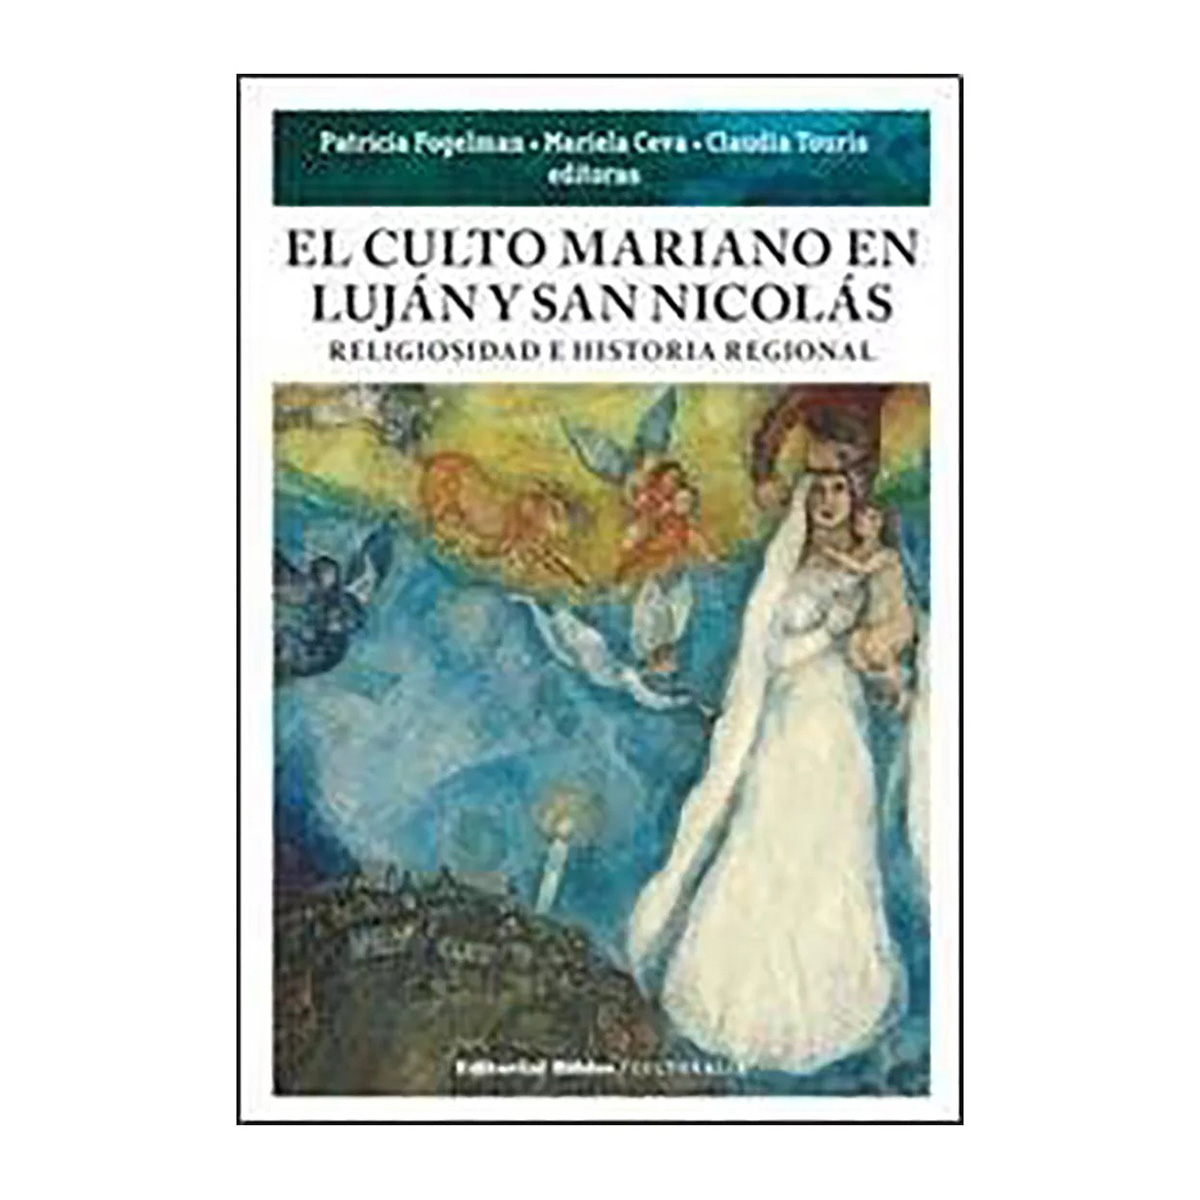 Patricia Fogelman • Mariela Ceva • Claudia Touris
editoras
EL CULTO MARIANO EN
LUJÁN Y SAN NICOLÁS
RELIGIOSIDAD E HISTORIA REGIONAL
Editorial Biblos / CULTURALIA